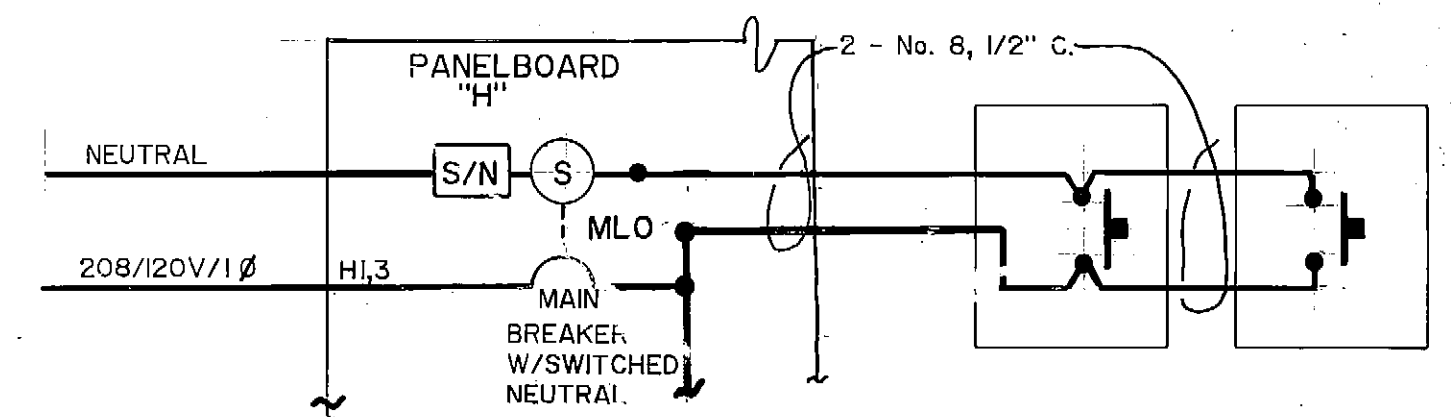 2 - No. 8, 1/2" C.
PANELBOARD
"H"
NEUTRAL
S/N
S
MLO
208/120V/1Ø
H1,3
MAIN
BREAKER
W/SWITCHED
NEUTRAL